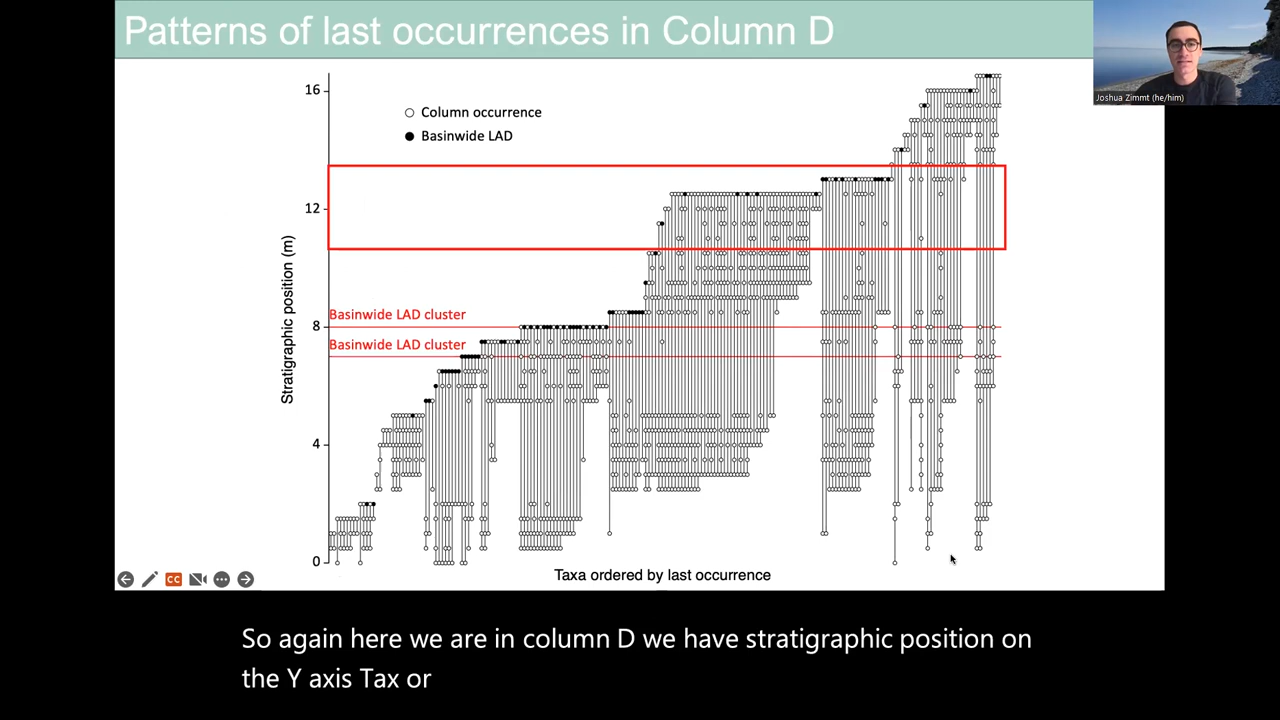 Patterns of last occurrences in Column D
Joshua Zimmt (he/him)
Column occurrence
Basinwide LAD
16
12
8
4
0
Stratigraphic position (m)
Basinwide LAD cluster
Basinwide LAD cluster
Taxa ordered by last occurrence
CC
So again here we are in column D we have stratigraphic position on
the Y axis Tax or